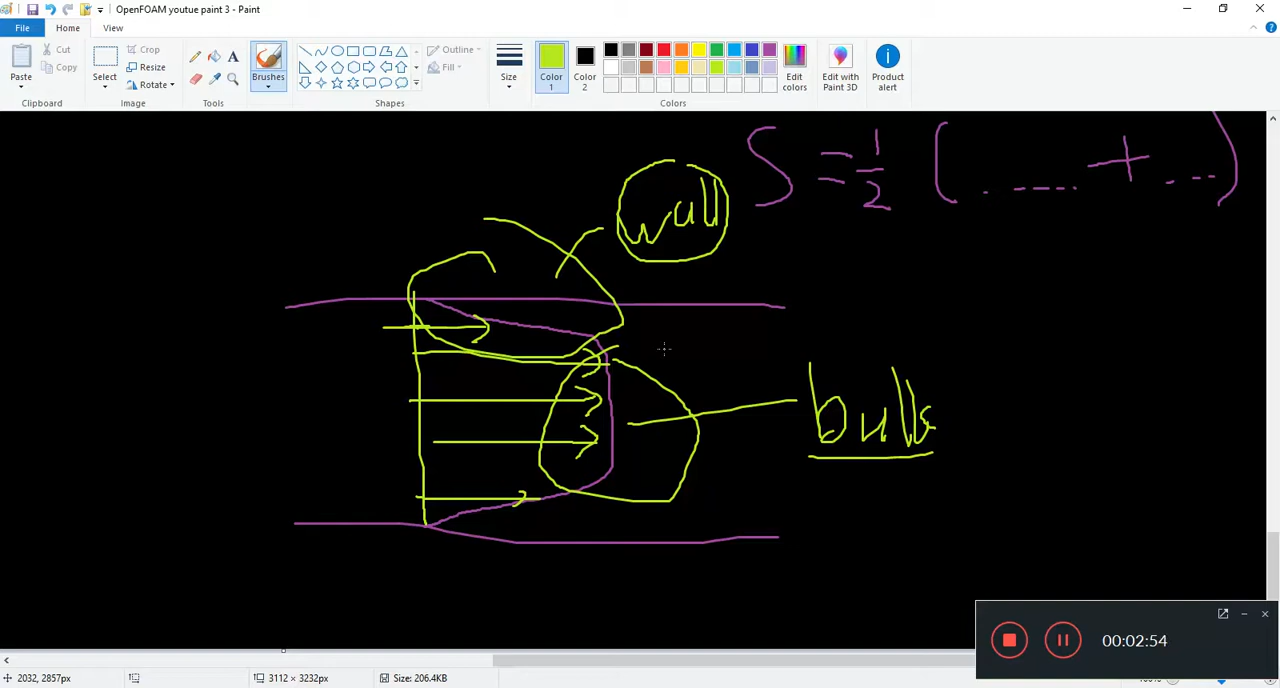 OpenFOAM youtue paint 3 - Paint
File Home View
Paste
Cut
Copy
Clipboard
Select
Crop
Resize
Rotate
Image
A
Tools
Brushes
Shapes
Outline
Fill
Size
Color 1
Color 2
Edit colors
Colors
Edit with Paint 3D
Product alert
S = 1/2 (. ----. + . ...)
wall
bulk
00:02:54
2032, 2857px
3112 × 3232px
Size: 206.4KB